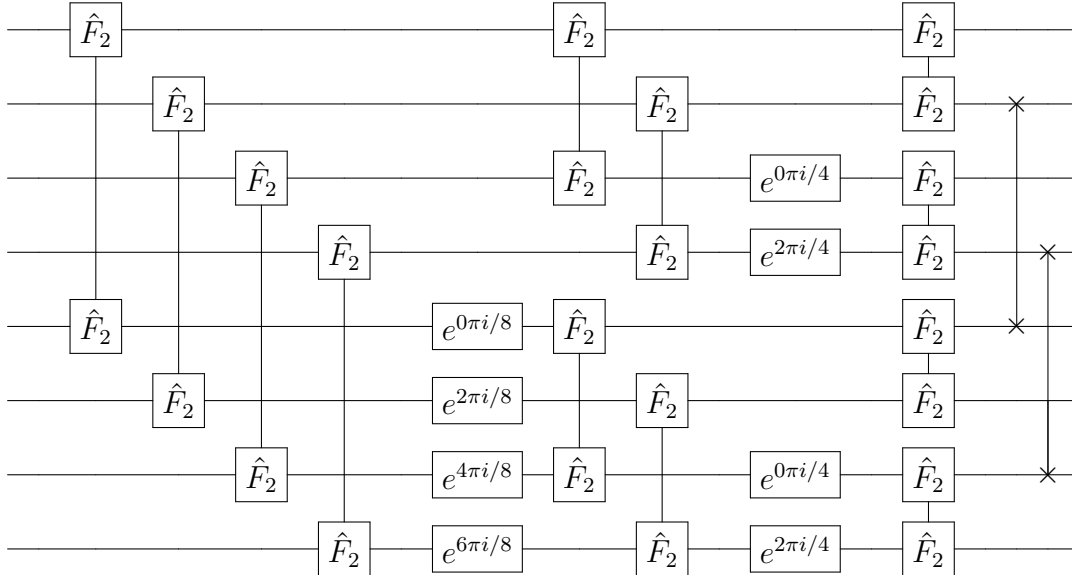 F̂₂ F̂₂ F̂₂
F̂₂ F̂₂ F̂₂
F̂₂ F̂₂ e^{0πi/4} F̂₂
F̂₂ F̂₂ e^{2πi/4} F̂₂
F̂₂ e^{0πi/8} F̂₂ F̂₂
F̂₂ e^{2πi/8} F̂₂ F̂₂
F̂₂ e^{4πi/8} F̂₂ e^{0πi/4} F̂₂
F̂₂ e^{6πi/8} F̂₂ e^{2πi/4} F̂₂